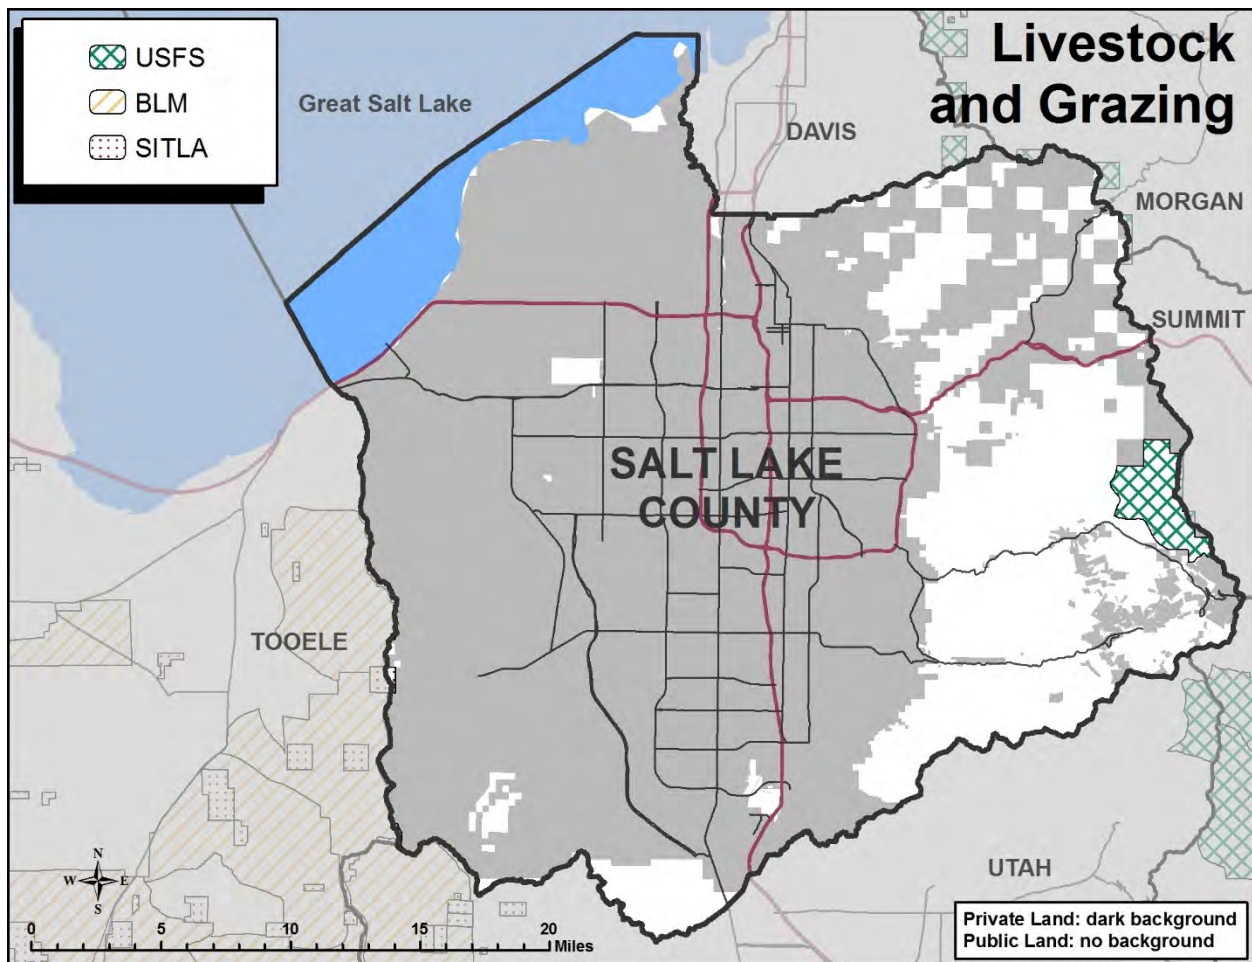 USFS
BLM
SITLA
Livestock
and Grazing
Great Salt Lake
DAVIS
MORGAN
SUMMIT
SALT LAKE
COUNTY
TOOELE
UTAH
N
W E
S
0 5 10 15 20
Miles
Private Land: dark background
Public Land: no background